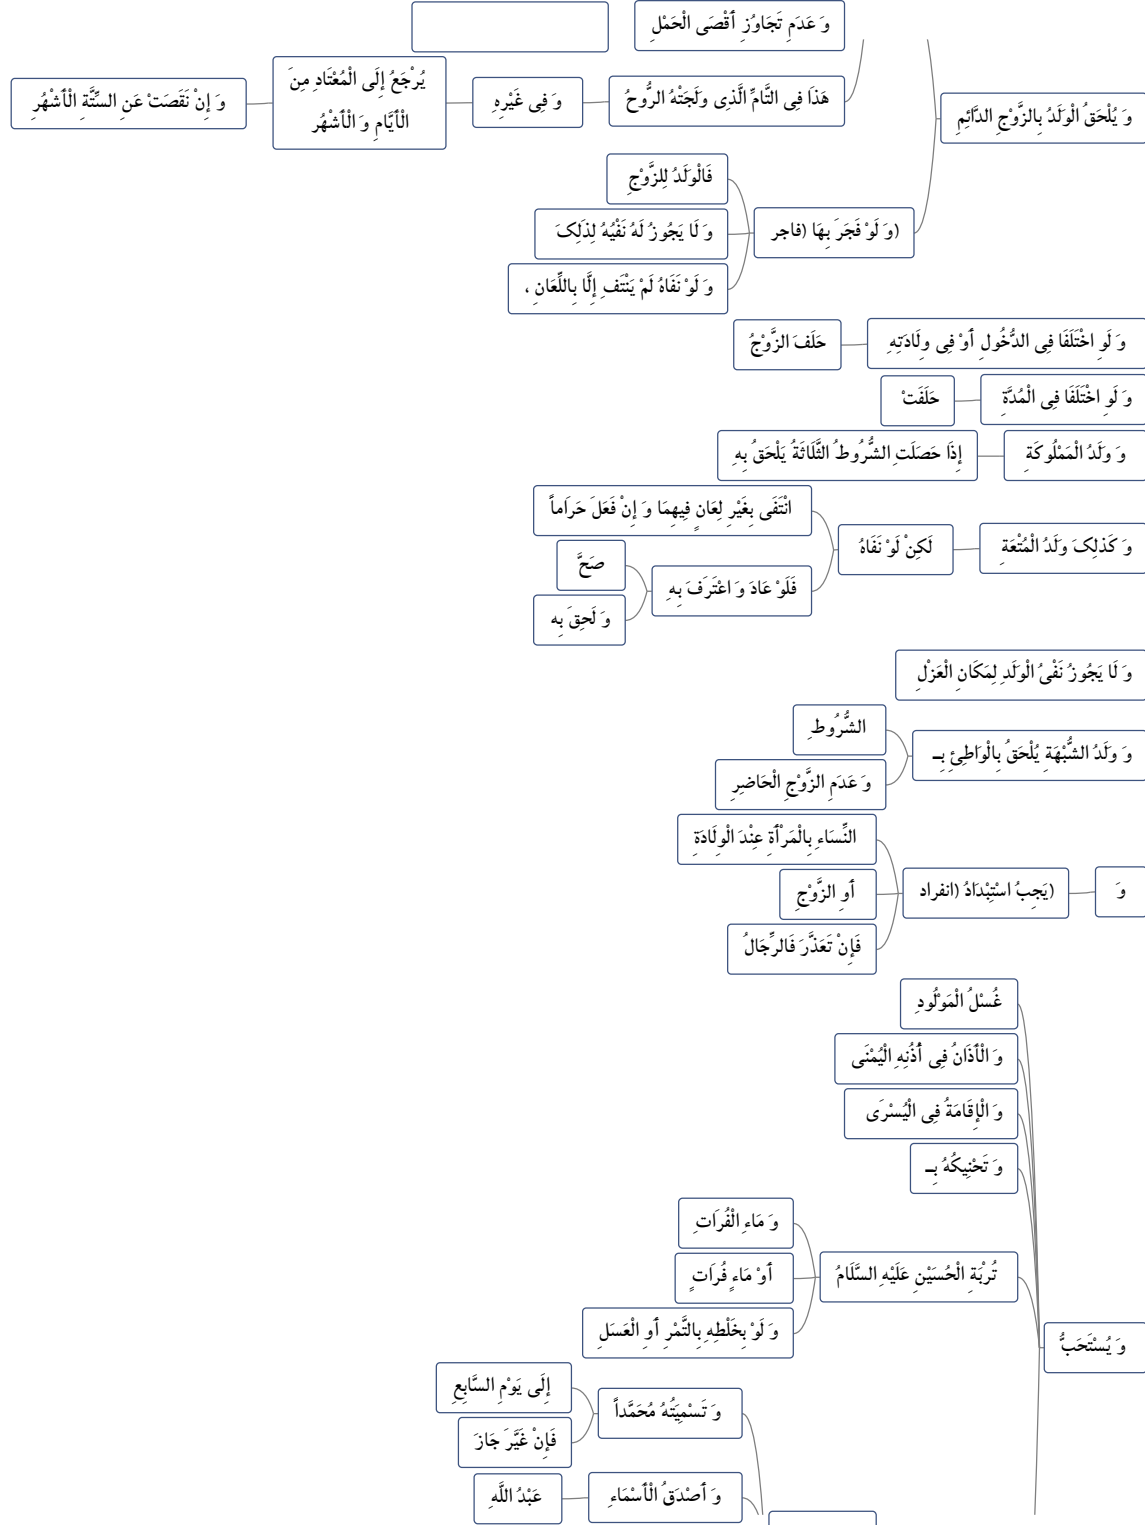 وَ عَدَمِ تَجَاوُزِ أَقْصَى الْحَمْلِ
وَ يُلْحَقُ الْوَلَدُ بِالزَّوْجِ الدَّائِمِ
هَذَا فِی التَّامِّ الَّذِی وَلَجَتْهُ الرُّوحُ
وَ فِی غَيْرِهِ
يُرْجَعُ إِلَى الْمُعْتَادِ مِنَ
الْأَيَّامِ وَ الْأَشْهُرِ
وَ إِنْ نَقَصَتْ عَنِ السِّتَّةِ الْأَشْهُرِ
(وَ لَوْ فَجَرَ بِهَا (فاجر
فَالْوَلَدُ لِلزَّوْجِ
وَ لَا يَجُوزُ لَهُ نَفْيُهُ لِذَلِکَ
وَ لَوْ نَفَاهُ لَمْ يَنْتَفِ إِلَّا بِاللِّعَانِ ،
وَ لَوِ اخْتَلَفَا فِی الدُّخُولِ أَوْ فِی وِلَادَتِهِ
حَلَفَ الزَّوْجُ
وَ لَوِ اخْتَلَفَا فِی الْمُدَّةِ
حَلَفَتْ
وَ وَلَدُ الْمَمْلُوكَةِ
إِذَا حَصَلَتِ الشُّرُوطُ الثَّلَاثَةُ يَلْحَقُ بِهِ
وَ كَذَلِکَ وَلَدُ الْمُتْعَةِ
لَكِنْ لَوْ نَفَاهُ
انْتَفَى بِغَيْرِ لِعَانٍ فِيهِمَا وَ إِنْ فَعَلَ حَرَاماً
فَلَوْ عَادَ وَ اعْتَرَفَ بِهِ
صَحَّ
وَ لَحِقَ بِه
وَ لَا يَجُوزُ نَفْیُ الْوَلَدِ لِمَكَانِ الْعَزْلِ
وَ وَلَدُ الشُّبْهَةِ يُلْحَقُ بِالْوَاطِئِ بِـ
الشُّرُوطِ
وَ عَدَمِ الزَّوْجِ الْحَاضِرِ
وَ
(يَجِبُ اسْتِبْدَادُ (انفراد
النِّسَاءِ بِالْمَرْأَةِ عِنْدَ الْوِلَادَةِ
أَوِ الزَّوْجِ
فَإِنْ تَعَذَّرَ فَالرِّجَالُ
وَ يُسْتَحَبُّ
غُسْلُ الْمَوْلُودِ
وَ الْأَذَانُ فِی أُذُنِهِ الْيُمْنَى
وَ الْإِقَامَةُ فِی الْيُسْرَى
وَ تَحْنِيكُهُ بِـ
تُرْبَةِ الْحُسَيْنِ عَلَيْهِ السَّلَامُ
وَ مَاءِ الْفُرَاتِ
أَوْ مَاءٍ فُرَاتٍ
وَ لَوْ بِخَلْطِهِ بِالتَّمْرِ أَوِ الْعَسَلِ
وَ تَسْمِيَتُهُ مُحَمَّداً
إِلَى يَوْمِ السَّابِعِ
فَإِنْ غَيَّرَ جَازَ
وَ أَصْدَقُ الْأَسْمَاءِ
عَبْدُ اللَّهِ